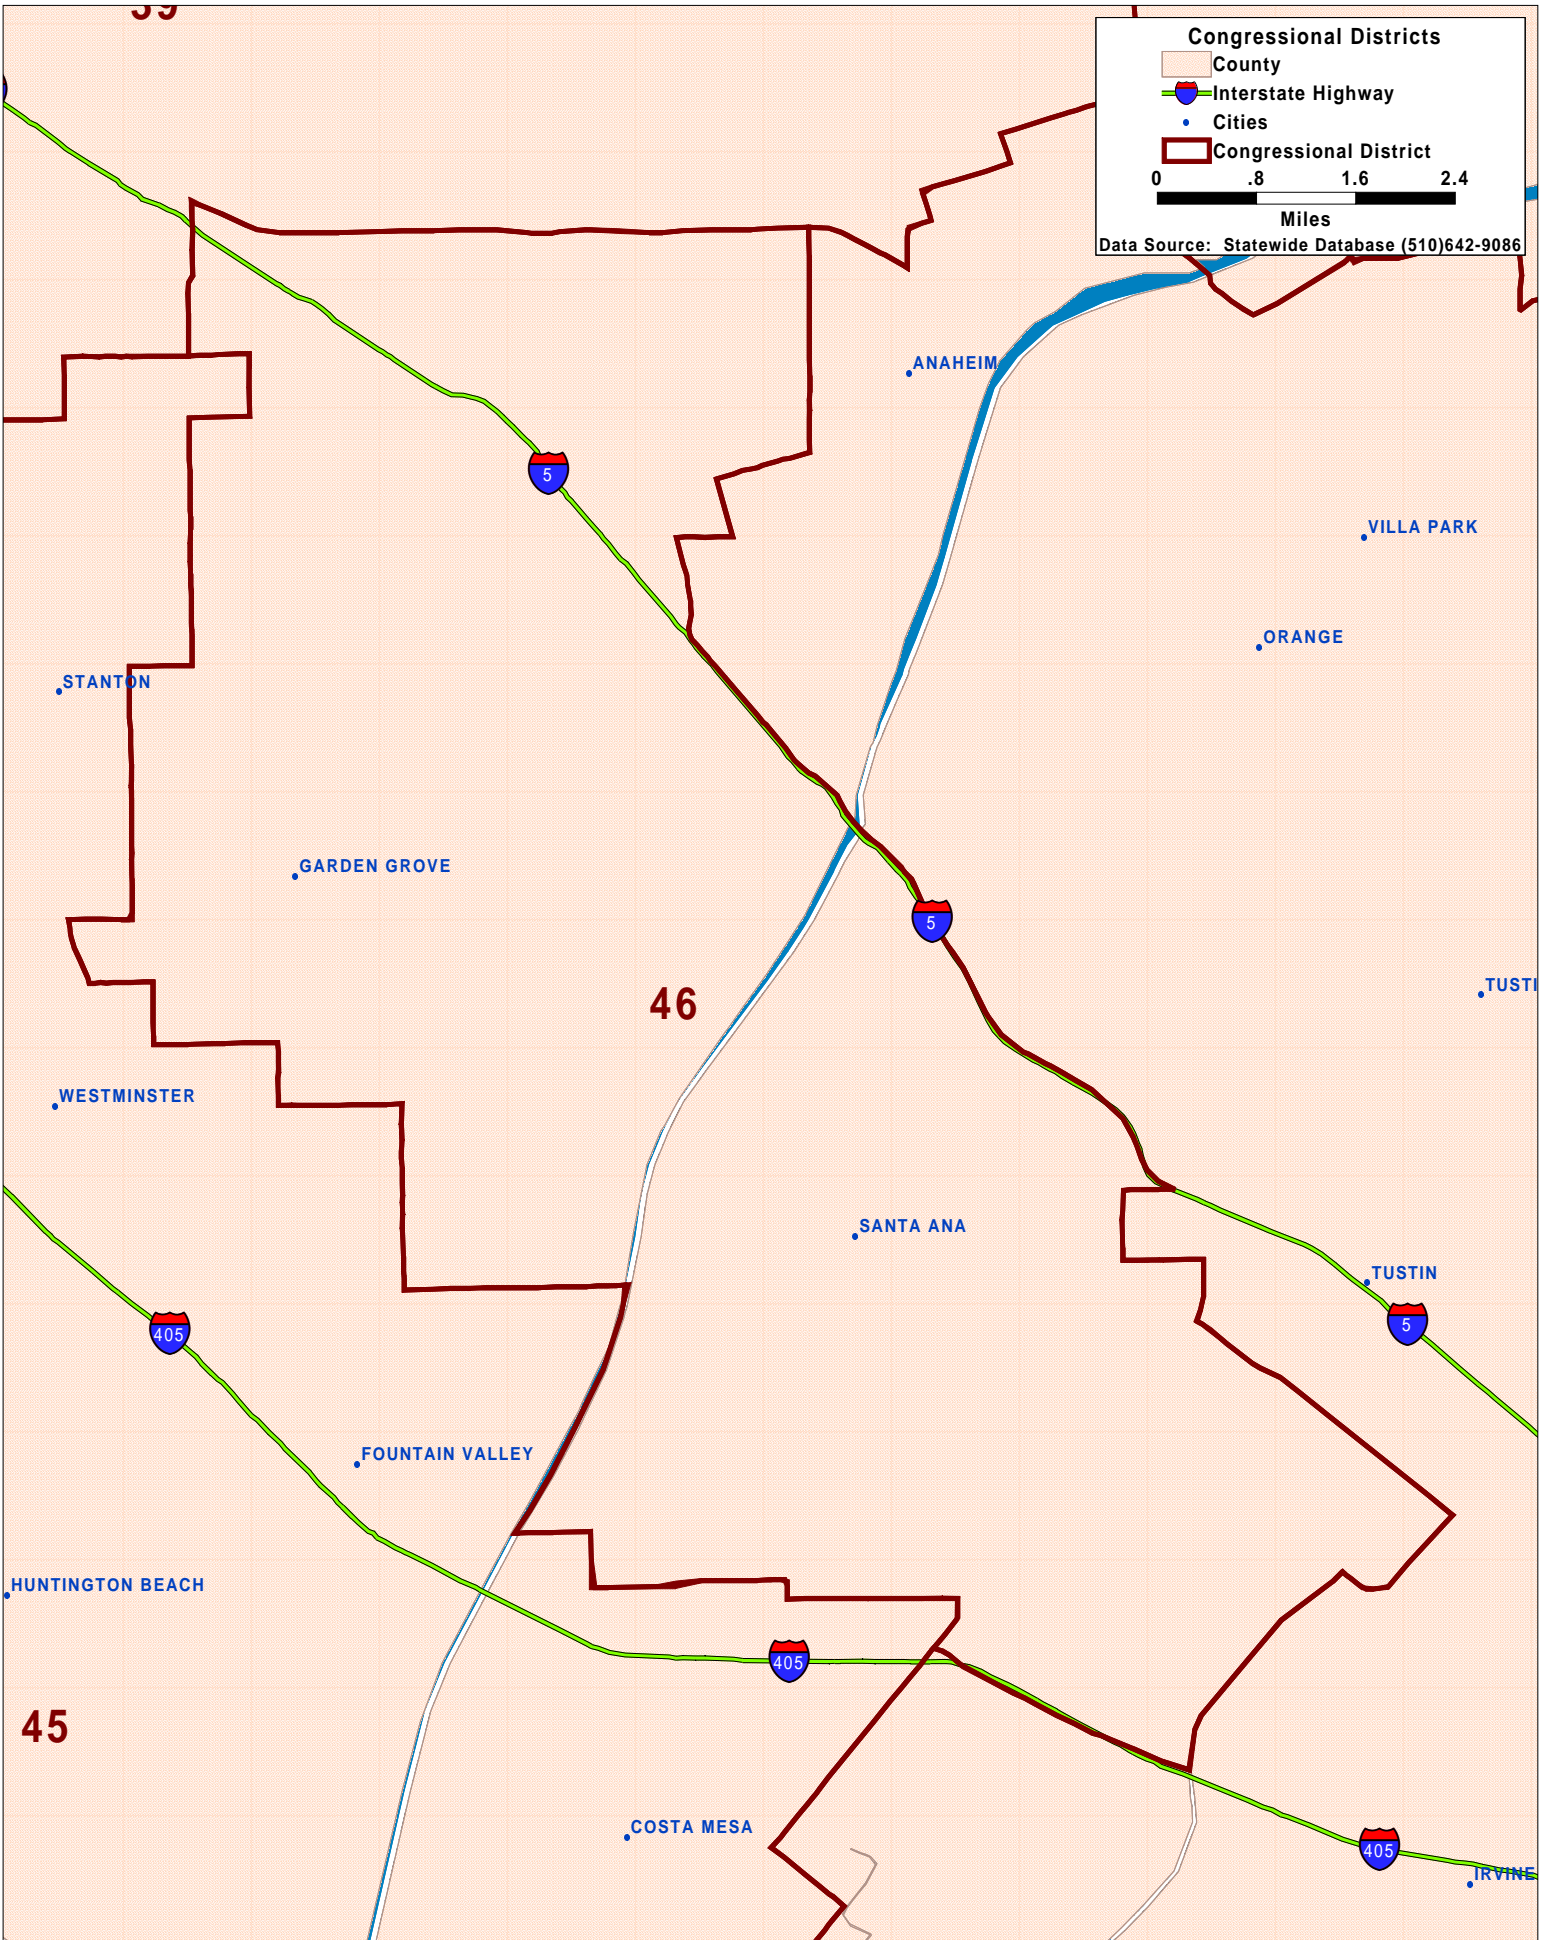 39
Congressional Districts
County
Interstate Highway
Cities
Congressional District
0 .8 1.6 2.4
Miles
Data Source: Statewide Database (510)642-9086
ANAHEIM
5
VILLA PARK
ORANGE
STANTON
GARDEN GROVE
5
TUSTI
46
WESTMINSTER
SANTA ANA
TUSTIN
5
405
FOUNTAIN VALLEY
HUNTINGTON BEACH
405
45
COSTA MESA
405
IRVINE